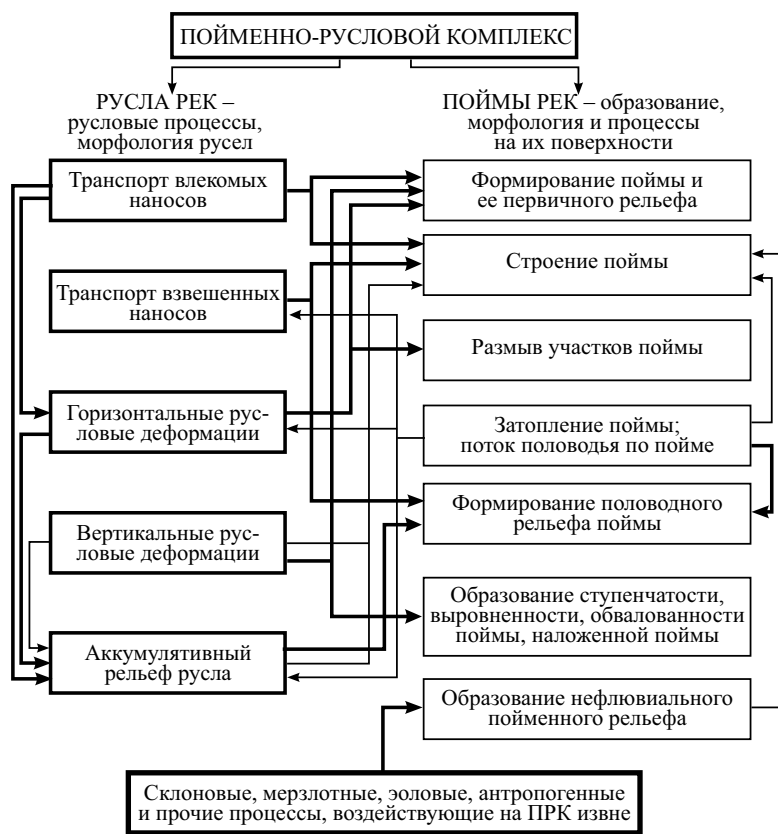 ПОЙМЕННО-РУСЛОВОЙ КОМПЛЕКС
РУСЛА РЕК –
русловые процессы,
морфология русел
ПОЙМЫ РЕК – образование,
морфология и процессы
на их поверхности
Транспорт влекомых
наносов
Формирование поймы и
ее первичного рельефа
Строение поймы
Транспорт взвешенных
наносов
Размыв участков поймы
Горизонтальные рус-
ловые деформации
Затопление поймы;
поток половодья по пойме
Формирование половодного
рельефа поймы
Вертикальные рус-
ловые деформации
Образование ступенчатости,
выровненности, обвалованности
поймы, наложенной поймы
Аккумулятивный
рельеф русла
Образование нефлювиального
пойменного рельефа
Склоновые, мерзлотные, эоловые, антропогенные
и прочие процессы, воздействующие на ПРК извне